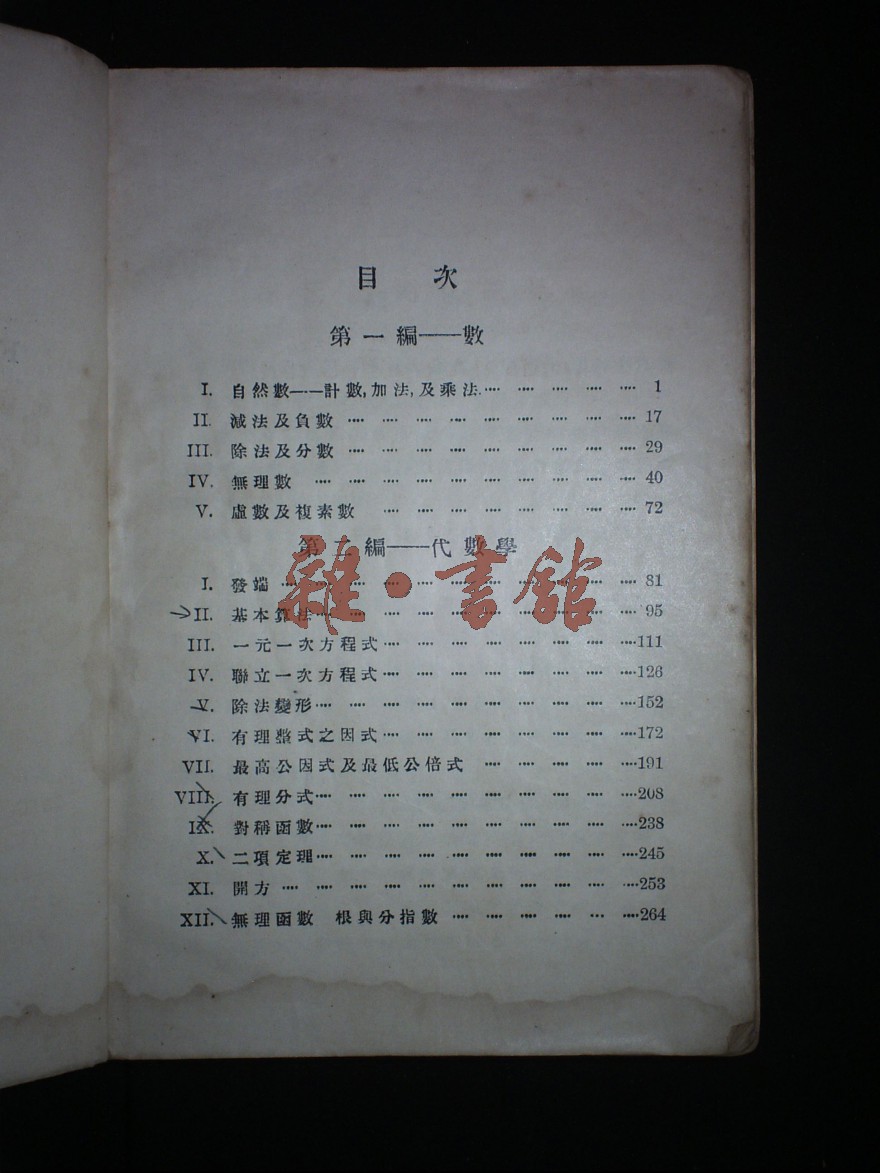 目 次
第一編——數
I. 自然數——計數,加法,及乘法 ···· ···· ···· ···· ···· 1
II. 減法及負數 ···· ···· ···· ···· ···· ···· ···· ···· ···· 17
III. 除法及分數 ···· ···· ···· ···· ···· ···· ···· ···· ···· 29
IV. 無理數 ···· ···· ···· ···· ···· ···· ···· ···· ···· ···· 40
V. 虛數及複素數 ···· ···· ···· ···· ···· ···· ···· ···· 72
第二編——代數學
雜·書館
I. 發端 ···· ···· ···· ···· ···· ···· ···· ···· ···· ···· ···· 81
II. 基本算法 ···· ···· ···· ···· ···· ···· ···· ···· ···· ···· 95
III. 一元一次方程式 ···· ···· ···· ···· ···· ···· ···· ····111
IV. 聯立一次方程式 ···· ···· ···· ···· ···· ···· ···· ····126
V. 除法變形 ···· ···· ···· ···· ···· ···· ···· ···· ···· ····152
VI. 有理整式之因式 ···· ···· ···· ···· ···· ···· ···· ····172
VII. 最高公因式及最低公倍式 ···· ···· ···· ···· ···· ····191
VIII. 有理分式 ···· ···· ···· ···· ···· ···· ···· ···· ···· ····208
IX. 對稱函數 ···· ···· ···· ···· ···· ···· ···· ···· ···· ····238
X. 二項定理 ···· ···· ···· ···· ···· ···· ···· ···· ···· ····245
XI. 開方 ···· ···· ···· ···· ···· ···· ···· ···· ···· ···· ····253
XII. 無理函數 根與分指數 ···· ···· ···· ···· ··· ····264